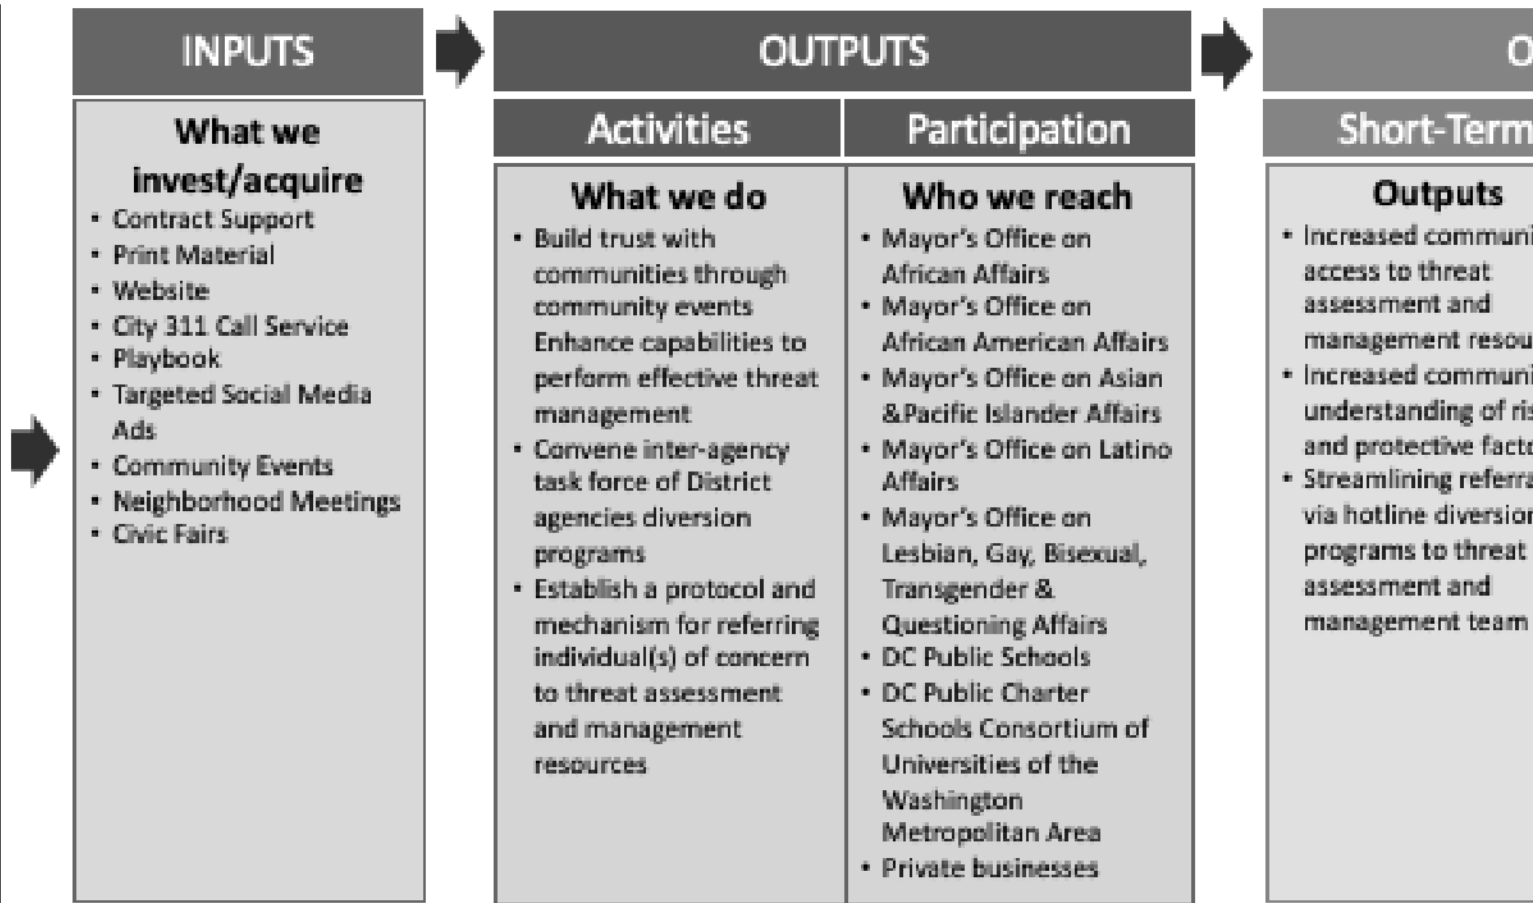 INPUTS
What we
invest/acquire
• Contract Support
• Print Material
• Website
• City 311 Call Service
• Playbook
• Targeted Social Media
Ads
• Community Events
• Neighborhood Meetings
• Civic Fairs
OUTPUTS
Activities
What we do
• Build trust with
communities through
community events
Enhance capabilities to
perform effective threat
management
• Convene inter-agency
task force of District
agencies diversion
programs
• Establish a protocol and
mechanism for referring
individual(s) of concern
to threat assessment
and management
resources
Participation
Who we reach
• Mayor's Office on
African Affairs
• Mayor's Office on
African American Affairs
• Mayor's Office on Asian
&Pacific Islander Affairs
• Mayor's Office on Latino
Affairs
• Mayor's Office on
Lesbian, Gay, Bisexual,
Transgender &
Questioning Affairs
• DC Public Schools
• DC Public Charter
Schools Consortium of
Universities of the
Washington
Metropolitan Area
• Private businesses
O
Short-Term
Outputs
• Increased
access to threat
assessment and
management
• Increased
understanding of
and protective
• Streamlining
via hotline
programs to threat
assessment and
management team